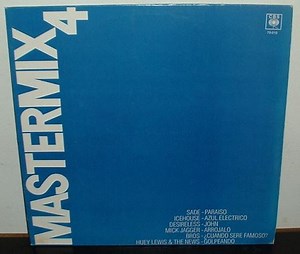 MASTERMIX 4
CBS
SADE - PARAISO
ICEHOUSE - AZUL ELECTRICO
DESIRELESS - JOHN
MICK JAGGER - ARROJALO
BROS - ¿CUANDO SERE FAMOSO?
HUEY LEWIS & THE NEWS - GOLPEANDO